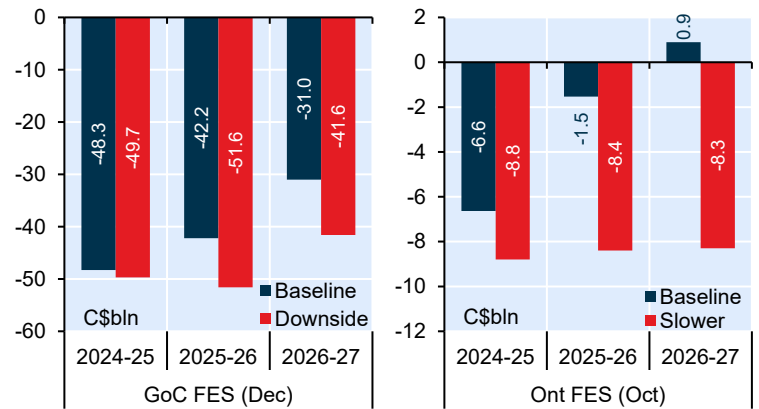 0
-10
-20
-30
-40
-50
-60
-48.3
-49.7
-42.2
-51.6
-31.0
-41.6
Baseline
Downside
C$bln
2024-25 2025-26 2026-27
GoC FES (Dec)
2
0
-2
-4
-6
-8
-10
-12
-6.6
-8.8
-1.5
-8.4
0.9
-8.3
Baseline
Slower
C$bln
2024-25 2025-26 2026-27
Ont FES (Oct)